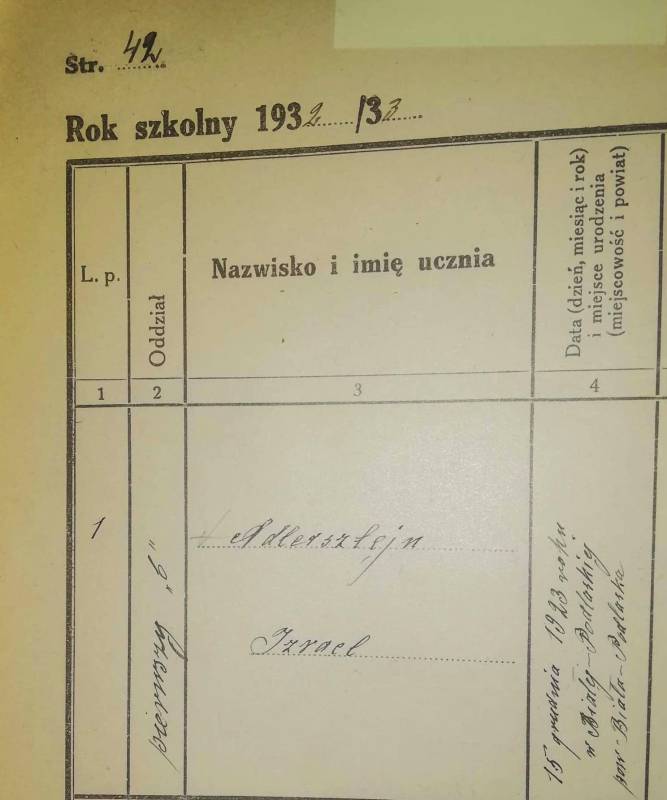 Str. 42
Rok szkolny 1932/33
L. p.
Oddział
Nazwisko i imię ucznia
Data (dzień, miesiąc i rok)
i miejsce urodzenia
(miejscowość i powiat)
1
2
3
4
1
pierwszy
Adlersztejn
Izrael
15 grudnia 1923 roku
w Białej-Podlaskiej
pow-Biała-Podlaska